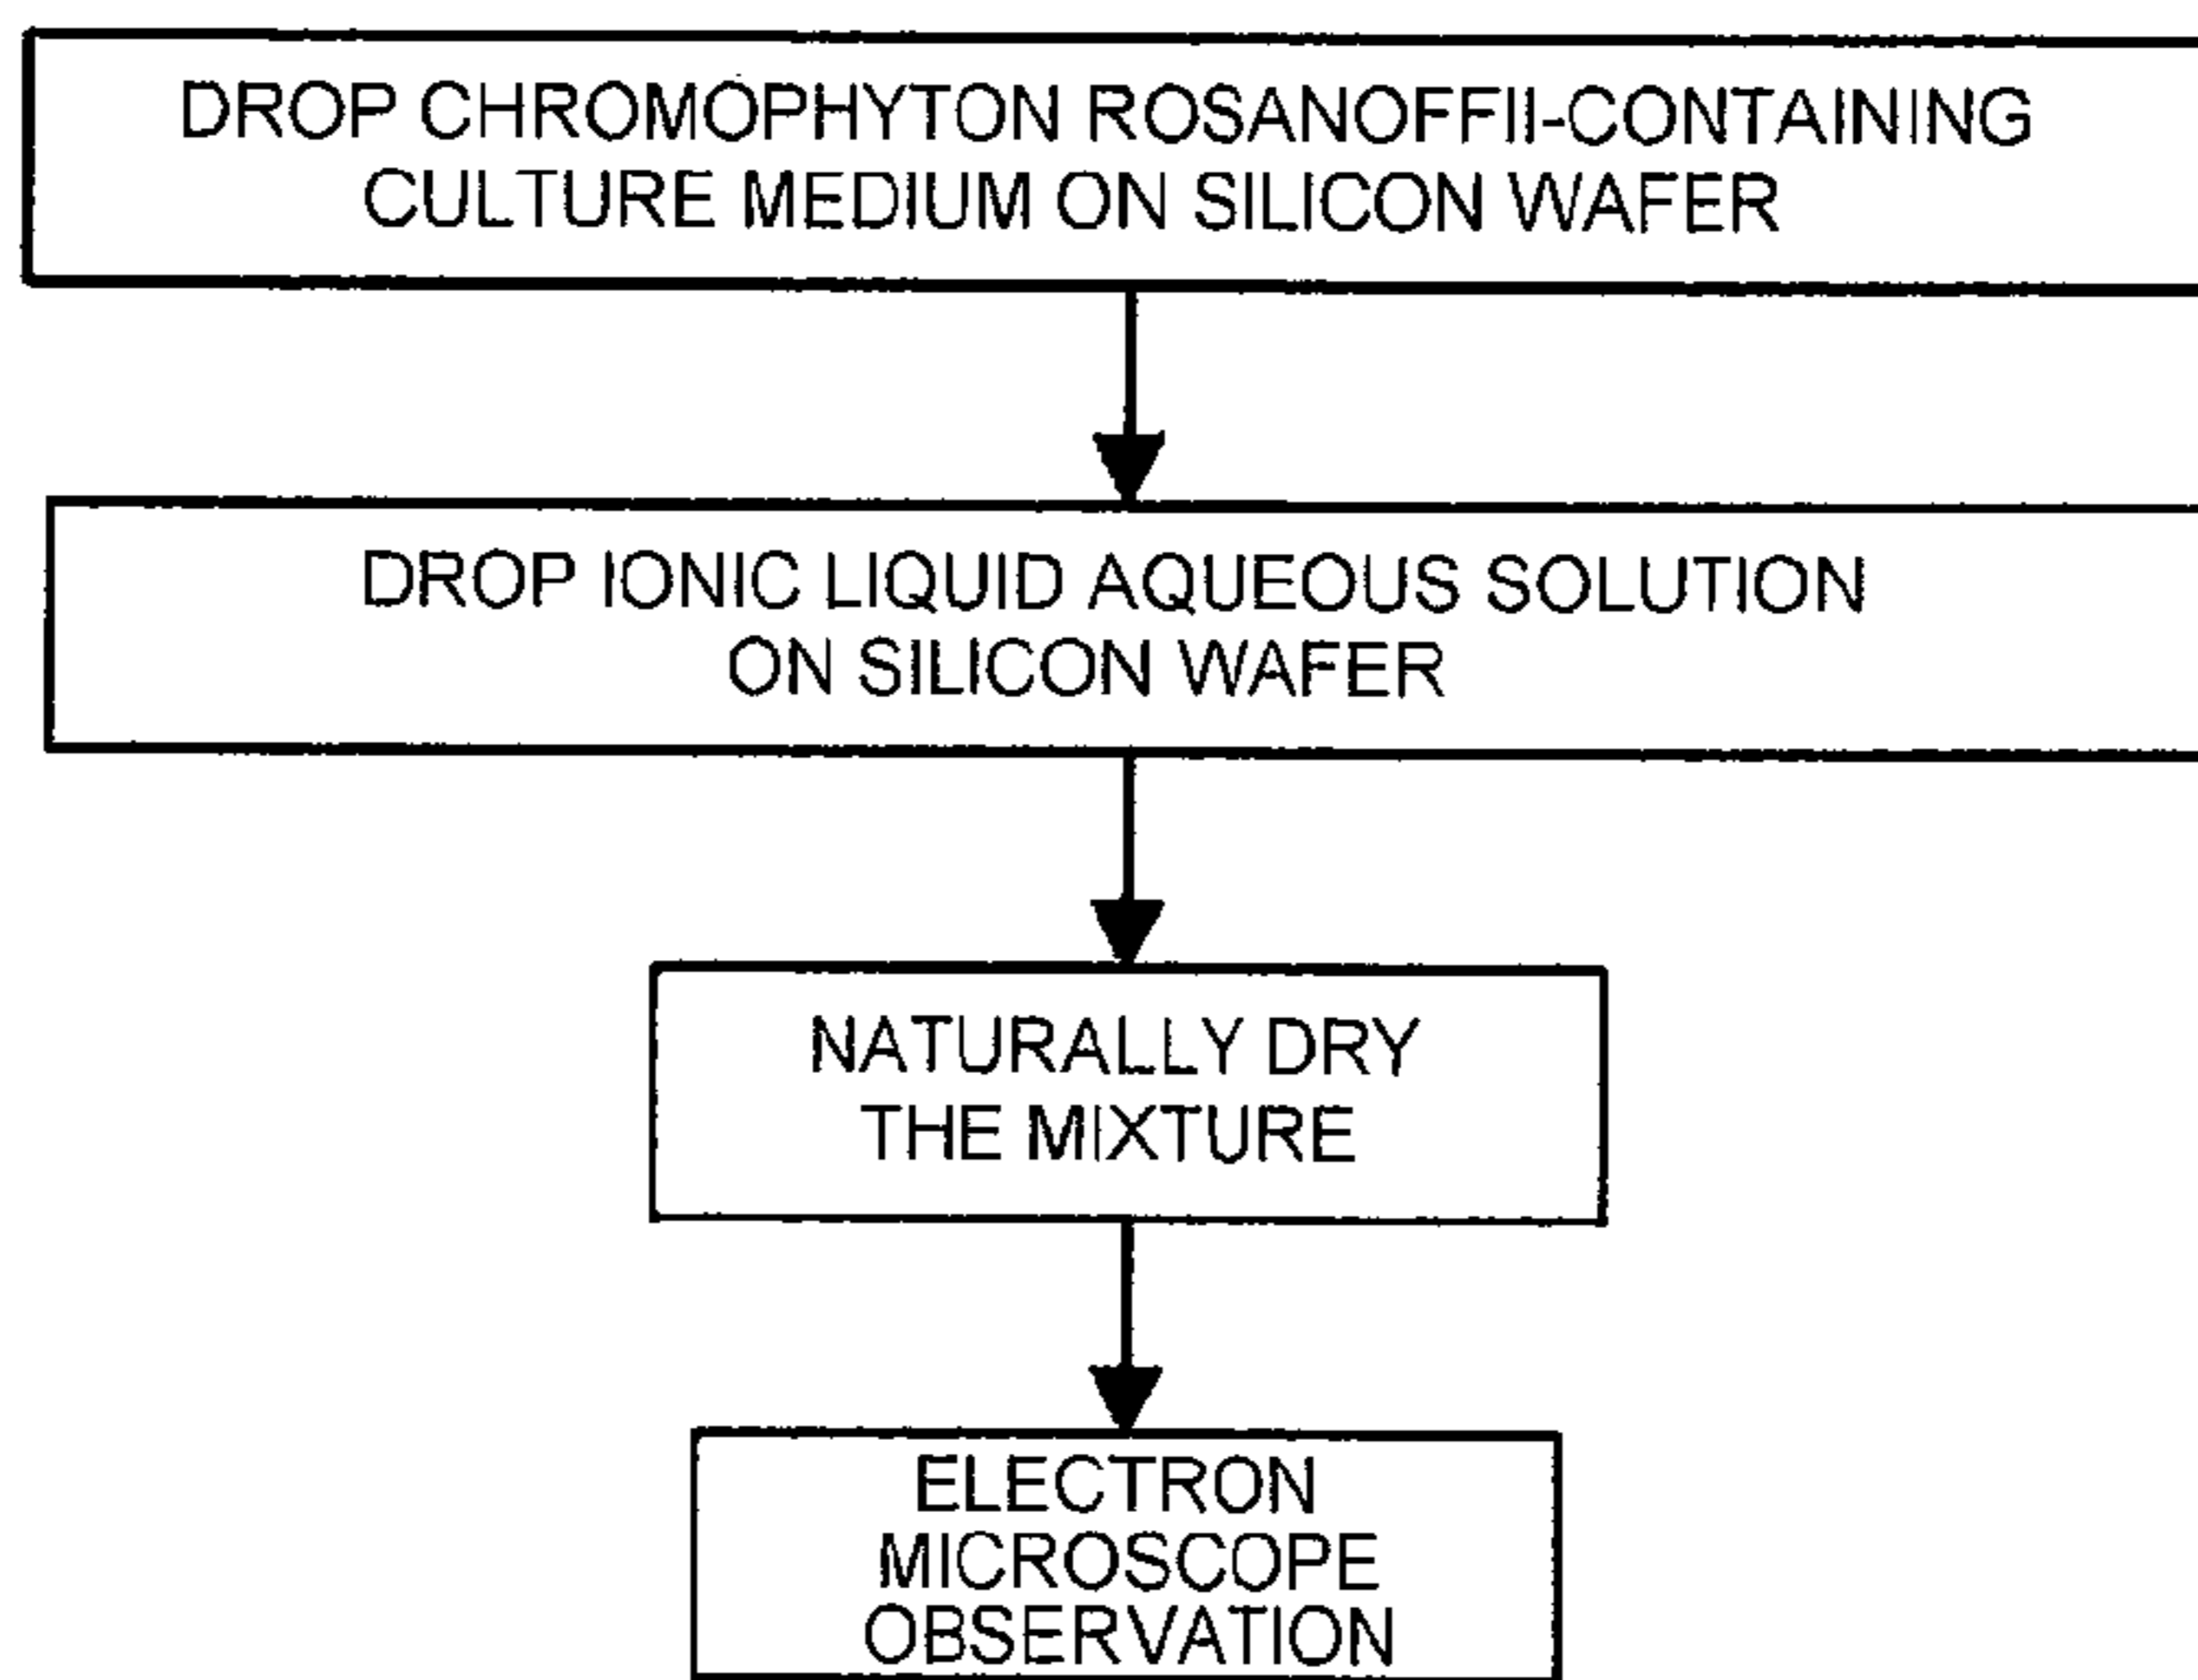 DROP CHROMOPHYTON ROSANOFFII-CONTAINING
CULTURE MEDIUM ON SILICON WAFER
DROP IONIC LIQUID AQUEOUS SOLUTION
ON SILICON WAFER
NATURALLY DRY
THE MIXTURE
ELECTRON
MICROSCOPE
OBSERVATION